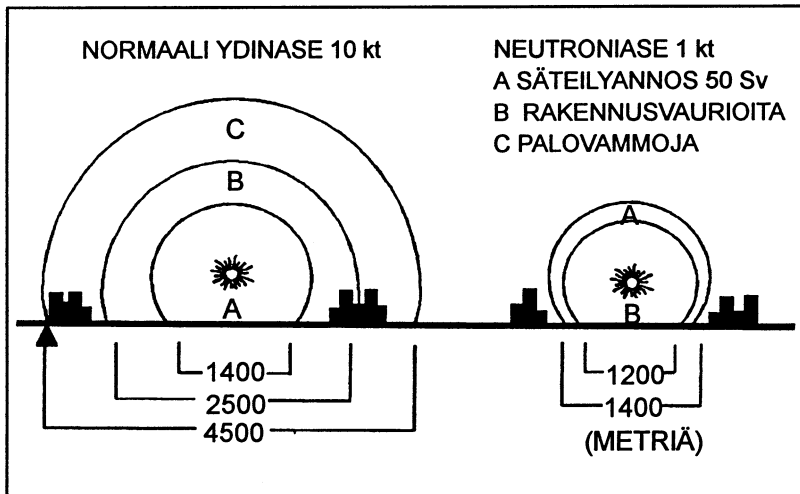 NORMAALI YDINASE 10 kt
C
B
A
1400
2500
4500
NEUTRONIASE 1 kt
A SÄTEILYANNOS 50 Sv
B RAKENNUSVAURIOITA
C PALOVAMMOJA
A
B
1200
1400
(METRIÄ)